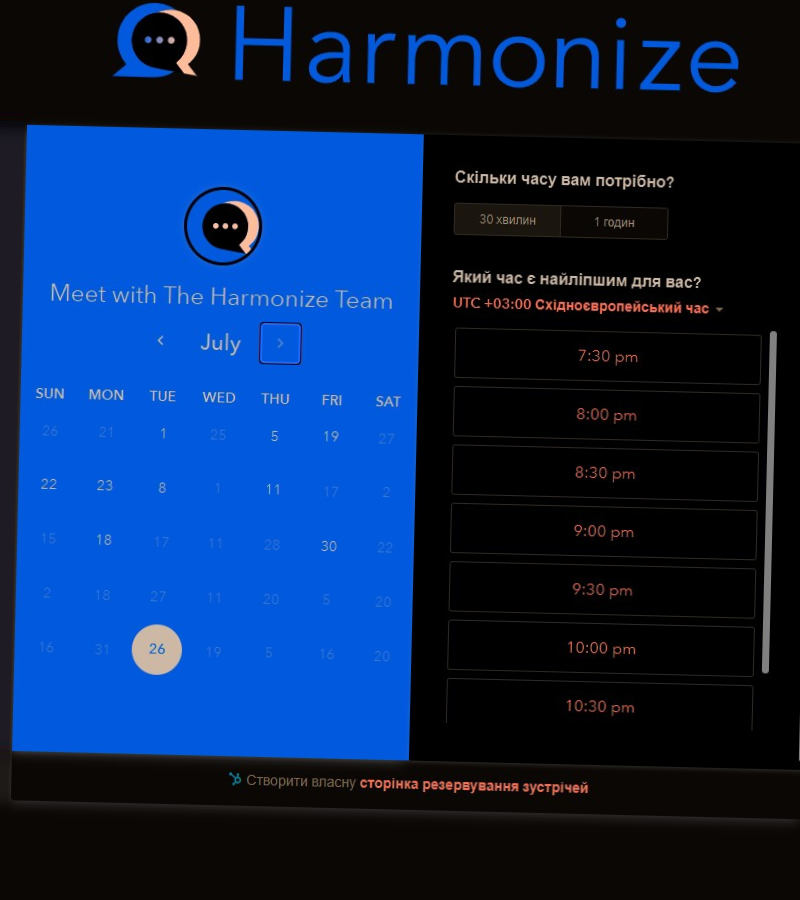 Harmonize
Meet with The Harmonize Team
July
SUN MON TUE WED THU FRI SAT
26 21 1 25 5 19 27
22 23 8 1 11 17 2
15 18 17 11 28 30 22
2 18 27 11 20 5 20
16 31 26 19 5 16 20
Скільки часу вам потрібно?
30 хвилин 1 годин
Який час є найліпшим для вас?
UTC +03:00 Східноєвропейський час
7:30 pm
8:00 pm
8:30 pm
9:00 pm
9:30 pm
10:00 pm
10:30 pm
Створити власну сторінка резервування зустрічей